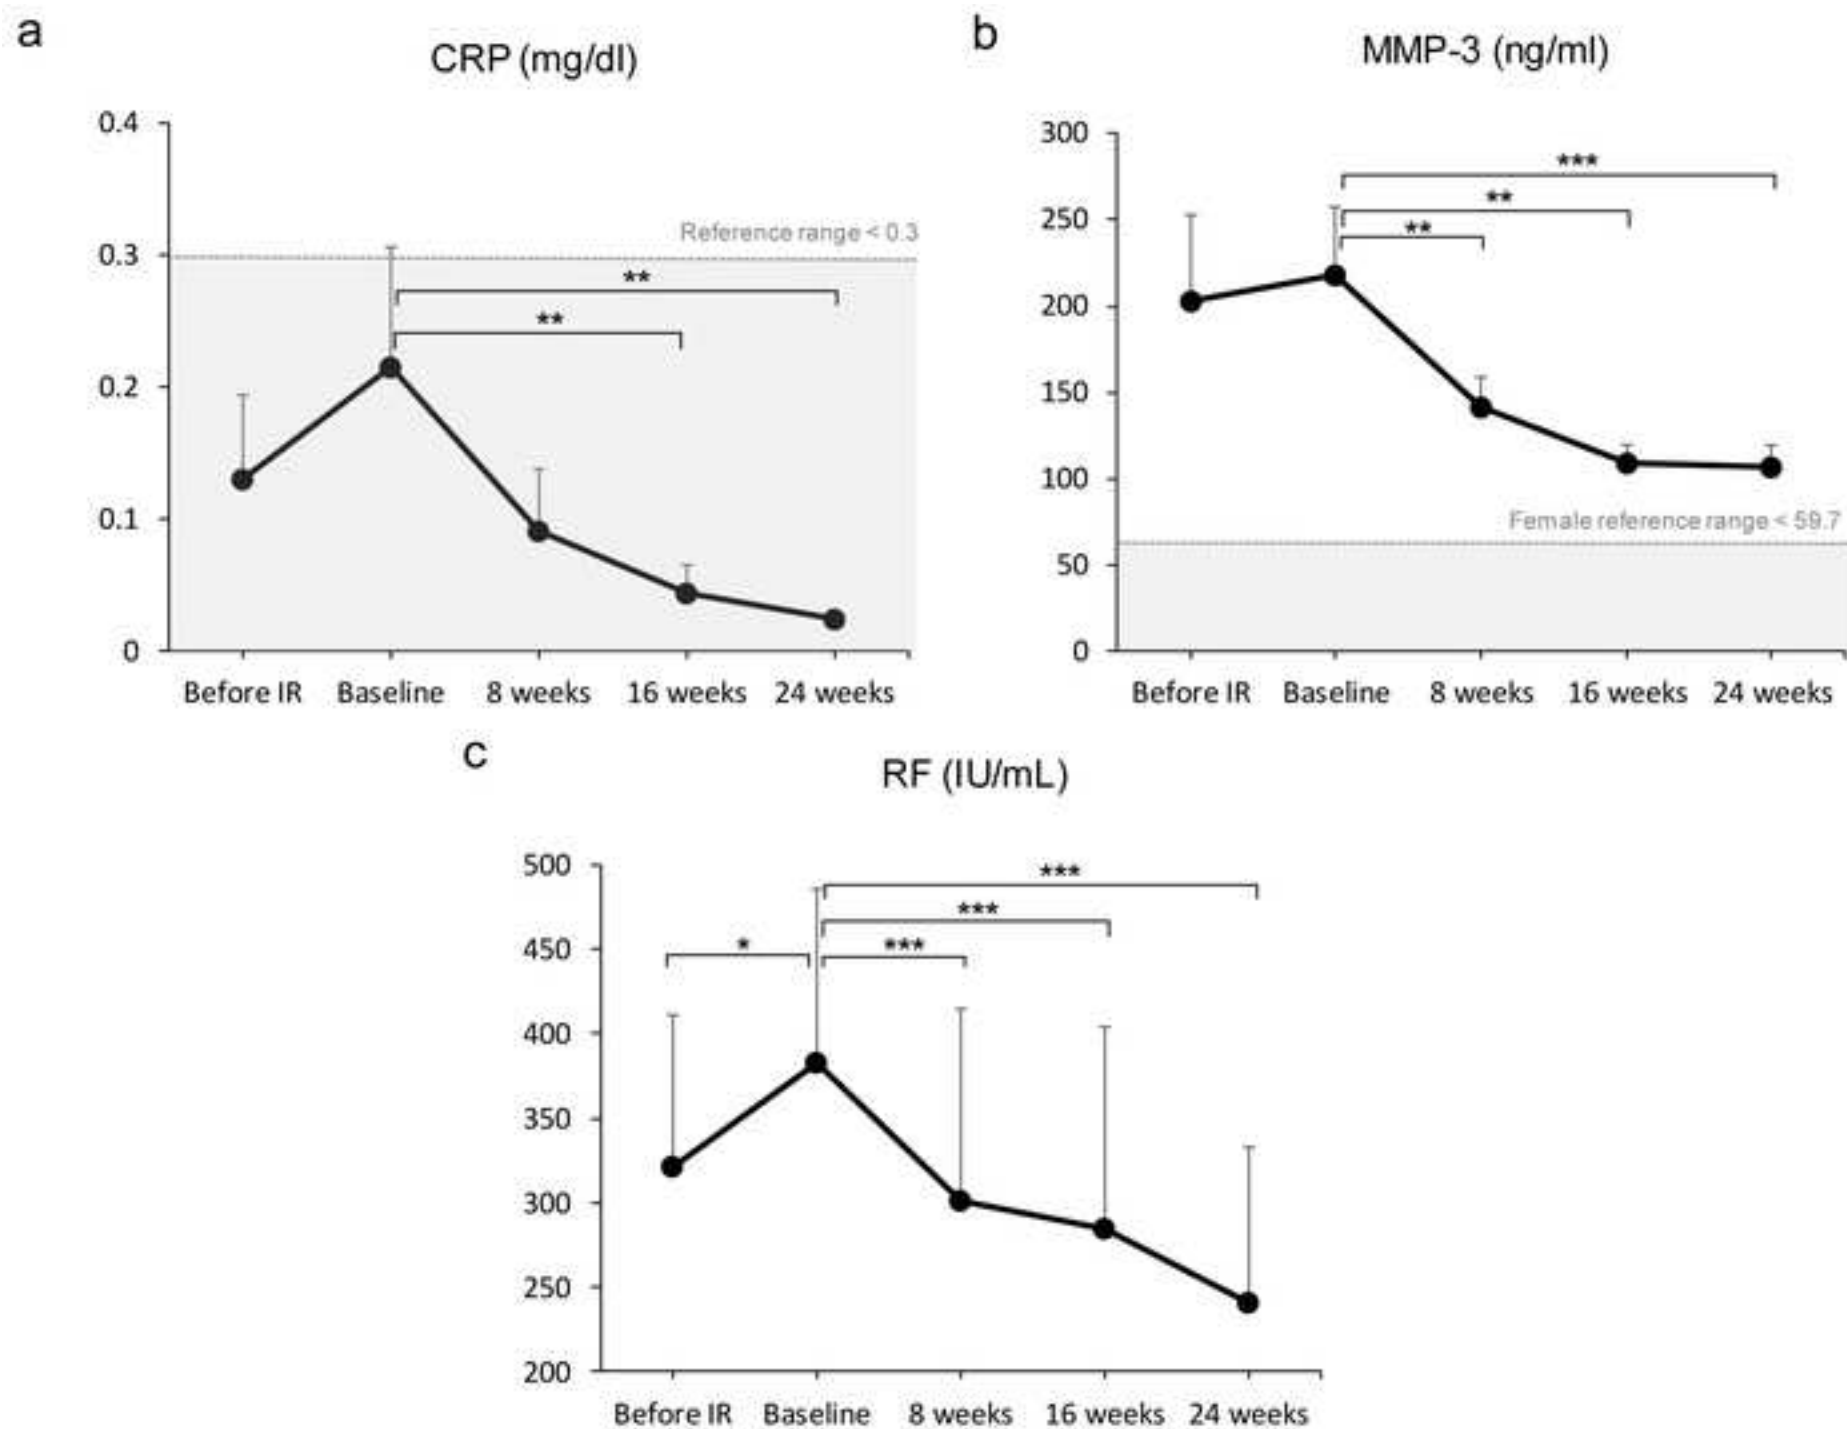 a
CRP (mg/dl)
0.4
0.3
0.2
0.1
0
Reference range < 0.3
**
**
Before IR Baseline 8 weeks 16 weeks 24 weeks
b
MMP-3 (ng/ml)
300
250
200
150
100
50
0
***
**
**
Female reference range < 59.7
Before IR Baseline 8 weeks 16 weeks 24 weeks
c
RF (IU/mL)
500
450
400
350
300
250
200
***
***
* ***
Before IR Baseline 8 weeks 16 weeks 24 weeks